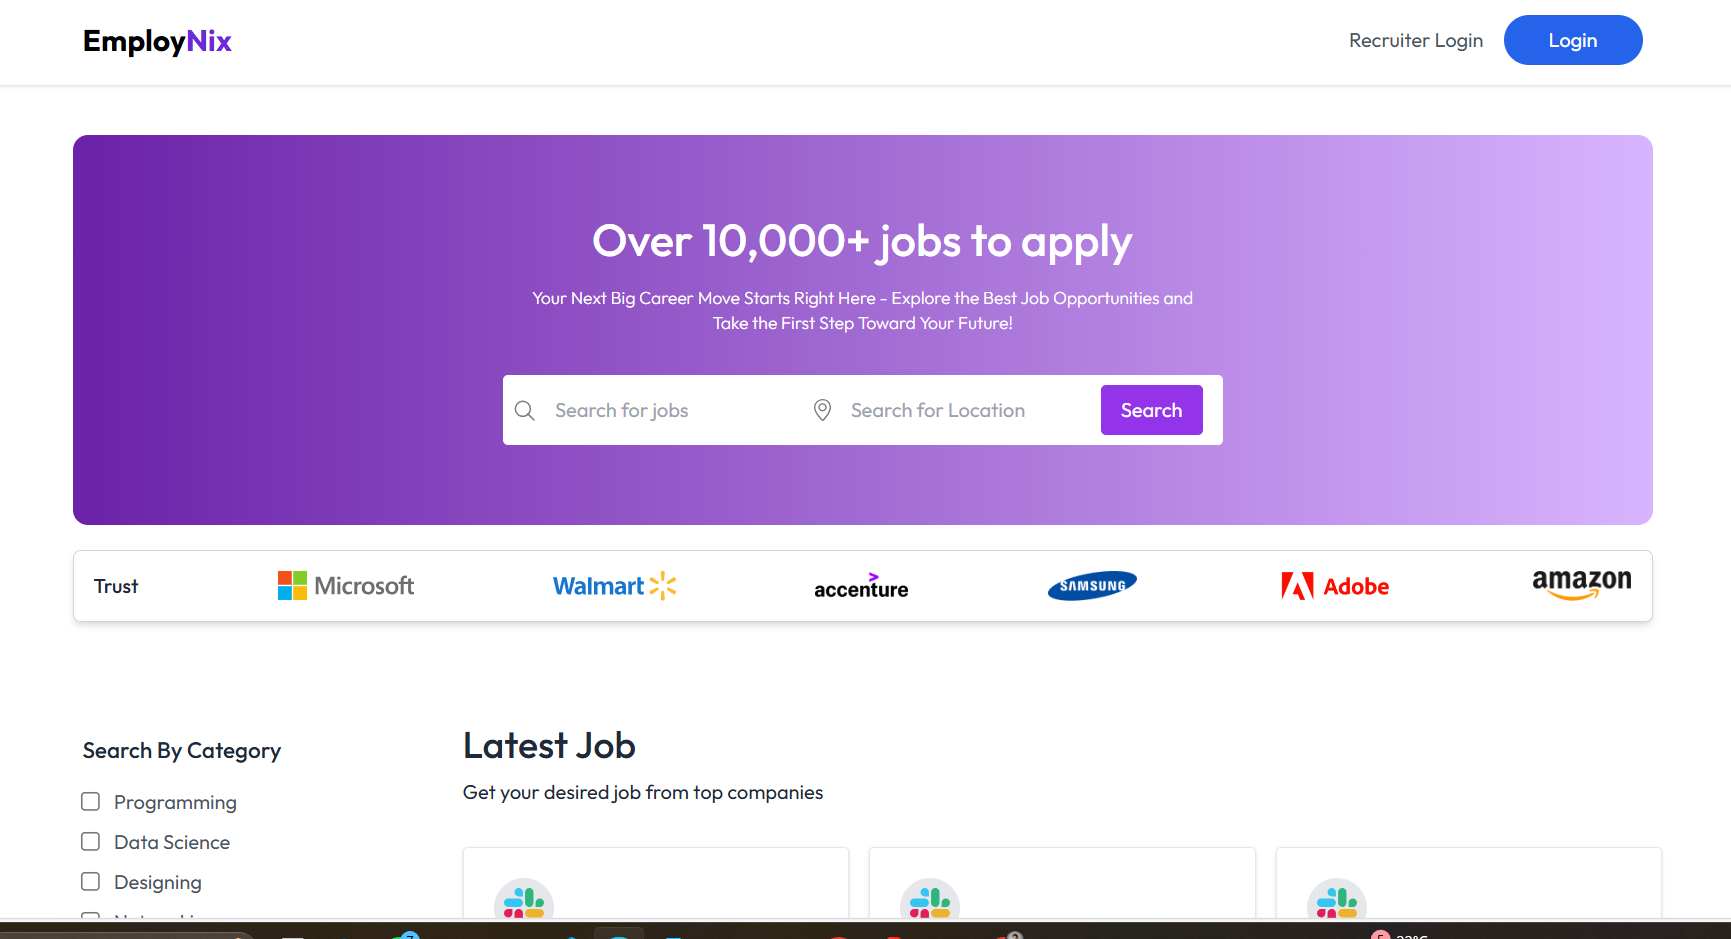 EmployNix
Recruiter Login
Login
Over 10,000+ jobs to apply
Your Next Big Career Move Starts Right Here - Explore the Best Job Opportunities and
Take the First Step Toward Your Future!
Search for jobs
Search for Location
Search
Trust
Microsoft
Walmart
accenture
SAMSUNG
Adobe
amazon
Search By Category
Programming
Data Science
Designing
Latest Job
Get your desired job from top companies